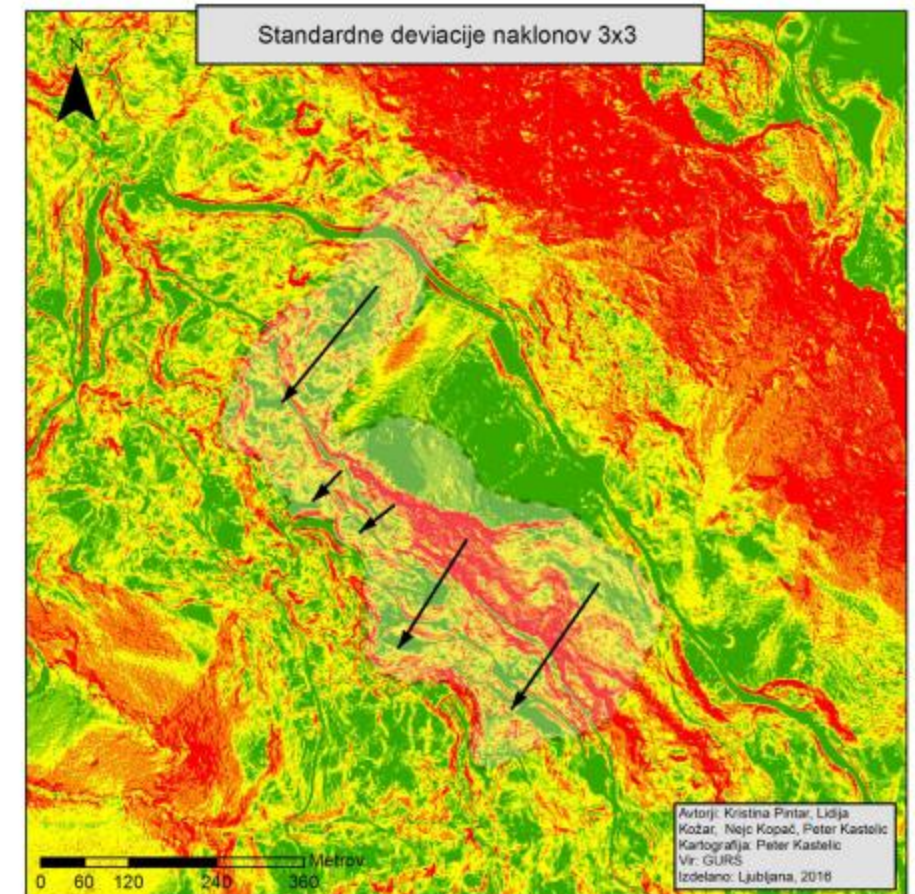 Standardne deviacije naklonov 3x3
N
Avtorji: Kristina Pintar, Lidija
Kožar, Nejc Kopač, Peter Kastelic
Kartografija: Peter Kastelic
Vir: GURS
Izdelano: Ljubljana, 2016
Metrov
0 60 120 240 360